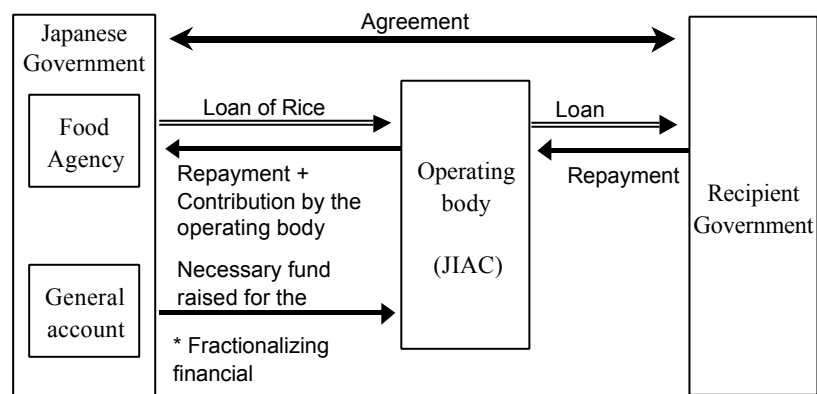 Agreement
Japanese
Government
Food
Agency
Loan of Rice
Repayment +
Contribution by the
operating body
General
account
Necessary fund
raised for the
* Fractionalizing
financial
Operating
body
(JIAC)
Loan
Repayment
Recipient
Government